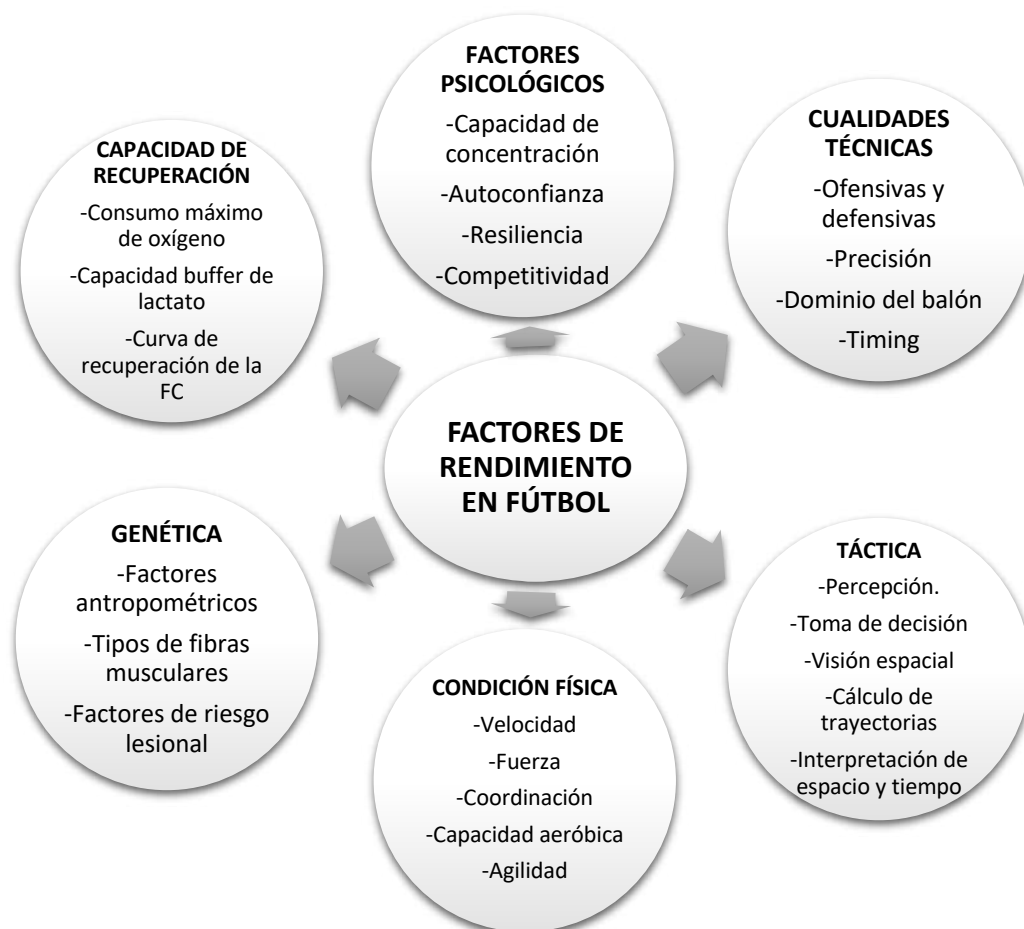 FACTORES
PSICOLÓGICOS
-Capacidad de
concentración
-Autoconfianza
-Resiliencia
-Competitividad
CUALIDADES
TÉCNICAS
-Ofensivas y
defensivas
-Precisión
-Dominio del balón
-Timing
TÁCTICA
-Percepción.
-Toma de decisión
-Visión espacial
-Cálculo de
trayectorias
-Interpretación de
espacio y tiempo
CONDICIÓN FÍSICA
-Velocidad
-Fuerza
-Coordinación
-Capacidad aeróbica
-Agilidad
GENÉTICA
-Factores
antropométricos
-Tipos de fibras
musculares
-Factores de riesgo
lesional
CAPACIDAD DE
RECUPERACIÓN
-Consumo máximo
de oxígeno
-Capacidad buffer de
lactato
-Curva de
recuperación de la
FC
FACTORES DE
RENDIMIENTO
EN FÚTBOL